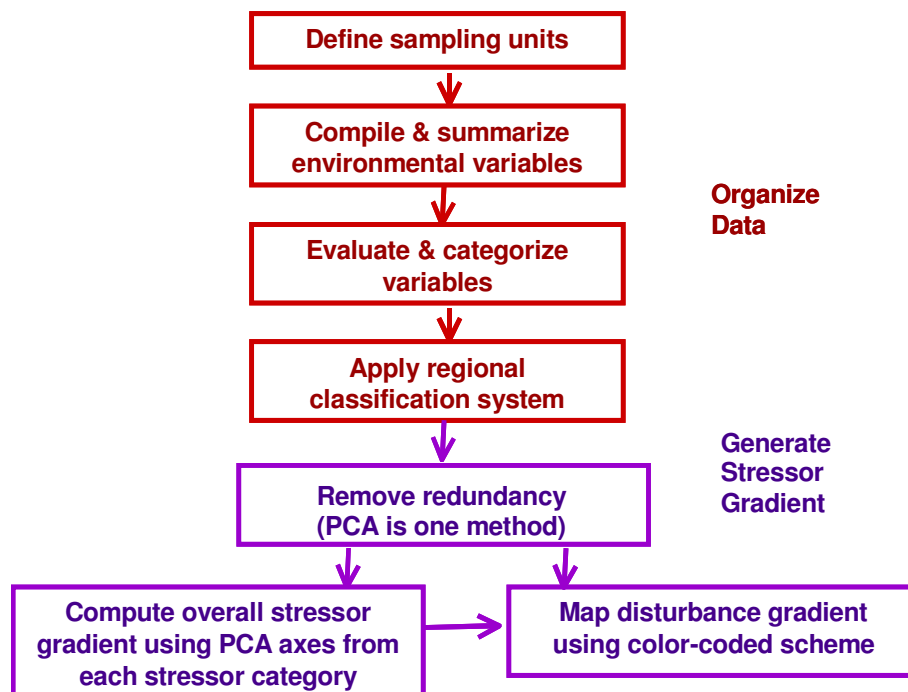 Define sampling units
Compile & summarize
environmental variables
Organize
Data
Evaluate & categorize
variables
Apply regional
classification system
Generate
Stressor
Gradient
Remove redundancy
(PCA is one method)
Compute overall stressor
gradient using PCA axes from
each stressor category
Map disturbance gradient
using color-coded scheme